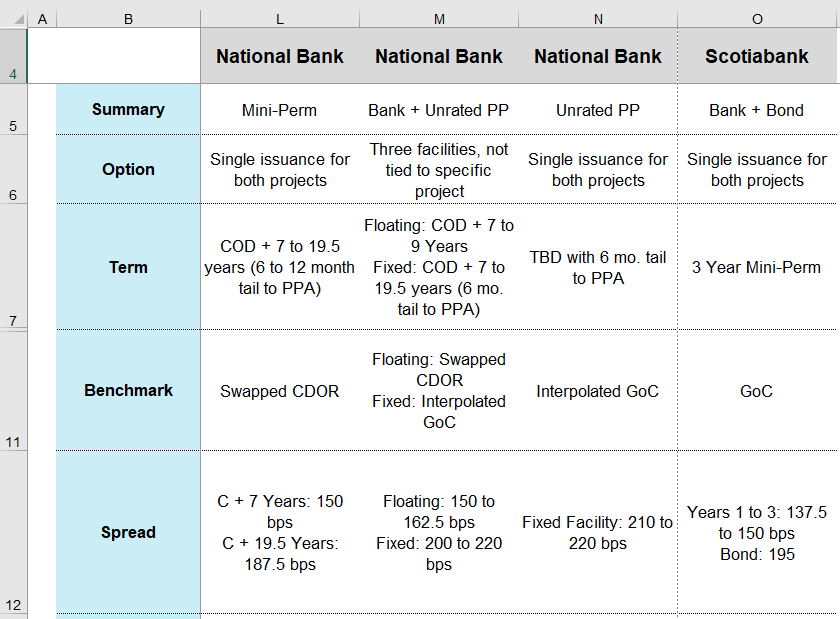 A B L M N O
4 National Bank National Bank National Bank Scotiabank
5 Summary Mini-Perm Bank + Unrated PP Unrated PP Bank + Bond
6 Option
Single issuance for
both projects
Three facilities, not
tied to specific
project
Single issuance for
both projects
Single issuance for
both projects
7 Term
COD + 7 to 19.5
years (6 to 12 month
tail to PPA)
Floating: COD + 7 to
9 Years
Fixed: COD + 7 to
19.5 years (6 mo.
tail to PPA)
TBD with 6 mo. tail
to PPA
3 Year Mini-Perm
11 Benchmark
Swapped CDOR
Floating: Swapped
CDOR
Fixed: Interpolated
GoC
Interpolated GoC
GoC
12 Spread
C + 7 Years: 150
bps
C + 19.5 Years:
187.5 bps
Floating: 150 to
162.5 bps
Fixed: 200 to 220
bps
Fixed Facility: 210 to
220 bps
Years 1 to 3: 137.5
to 150 bps
Bond: 195